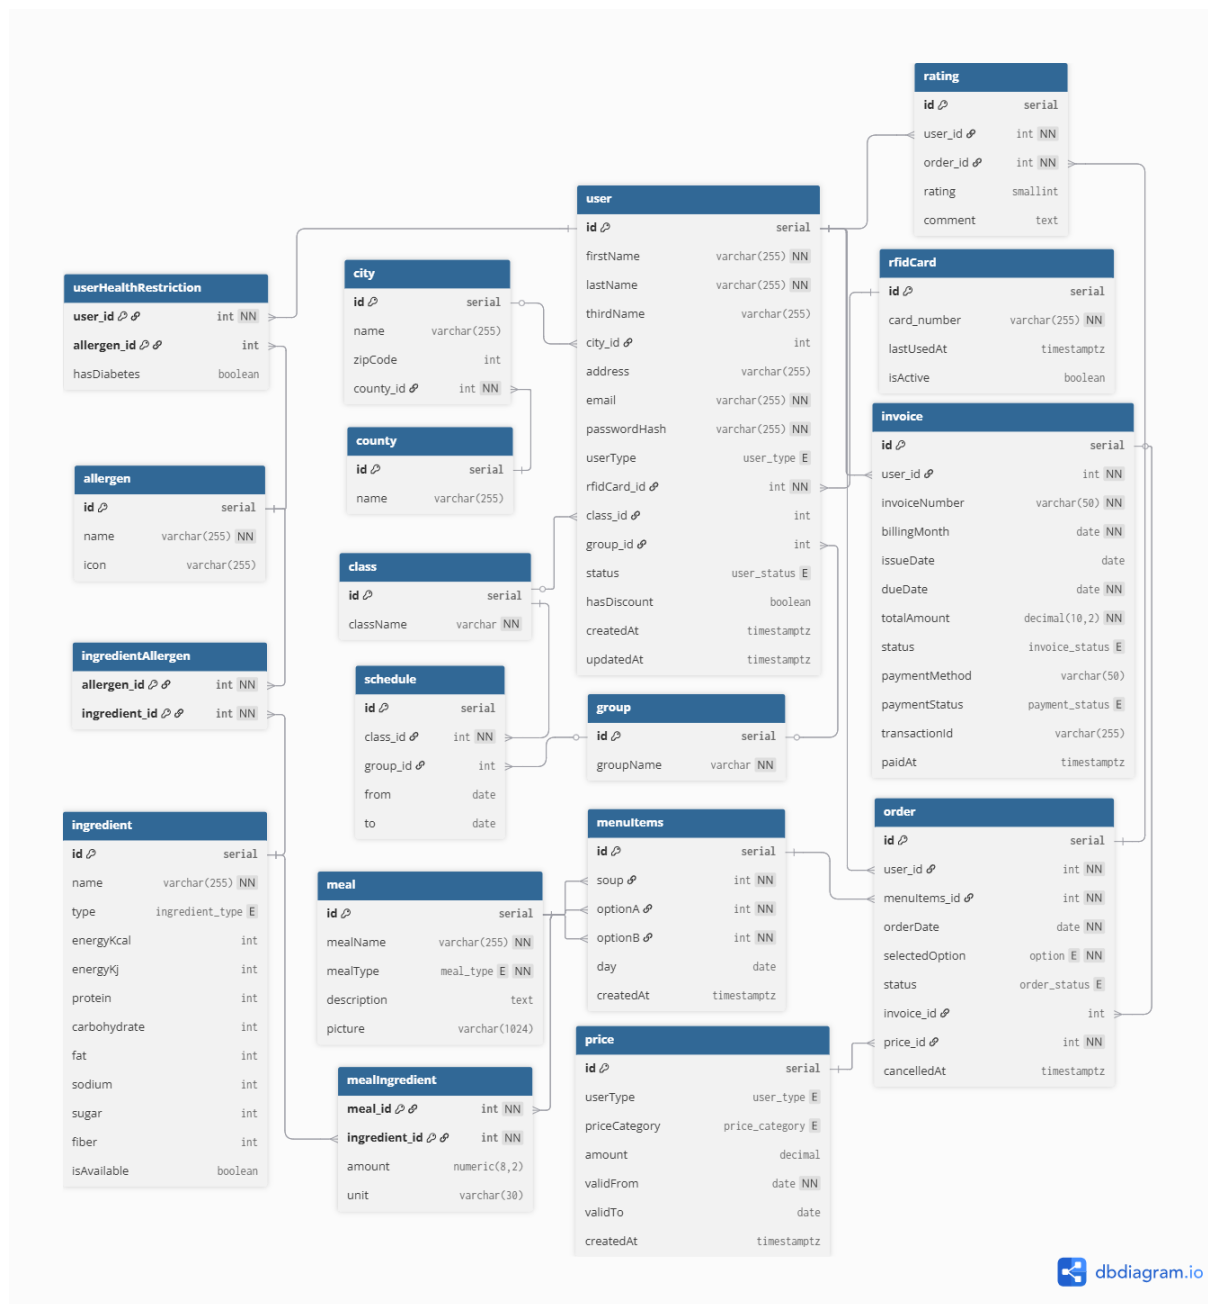 rating
id serial
user_id int NN
order_id int NN
rating smallint
comment text
user
id serial
firstName varchar(255) NN
lastName varchar(255) NN
thirdName varchar(255)
city_id int
address varchar(255)
email varchar(255) NN
passwordHash varchar(255) NN
userType user_type E
rfidCard_id int NN
class_id int
group_id int
status user_status E
hasDiscount boolean
createdAt timestamptz
updatedAt timestamptz
rfidCard
id serial
card_number varchar(255) NN
lastUsedAt timestamptz
isActive boolean
city
id serial
name varchar(255)
zipCode int
county_id int NN
userHealthRestriction
user_id int NN
allergen_id int
hasDiabetes boolean
invoice
id serial
user_id int NN
invoiceNumber varchar(50) NN
billingMonth date NN
issueDate date
dueDate date NN
totalAmount decimal(10,2) NN
status invoice_status E
paymentMethod varchar(50)
paymentStatus payment_status E
transactionId varchar(255)
paidAt timestamptz
county
id serial
name varchar(255)
allergen
id serial
name varchar(255) NN
icon varchar(255)
class
id serial
className varchar NN
ingredientAllergen
allergen_id int NN
ingredient_id int NN
schedule
id serial
class_id int NN
group_id int
from date
to date
group
id serial
groupName varchar NN
order
id serial
user_id int NN
menuItems_id int NN
orderDate date NN
selectedOption option E NN
status order_status E
invoice_id int
price_id int NN
cancelledAt timestamptz
menuItems
id serial
soup int NN
optionA int NN
optionB int NN
day date
createdAt timestamptz
ingredient
id serial
name varchar(255) NN
type ingredient_type E
energyKcal int
energyKj int
protein int
carbohydrate int
fat int
sodium int
sugar int
fiber int
isAvailable boolean
meal
id serial
mealName varchar(255) NN
mealType meal_type E NN
description text
picture varchar(1024)
price
id serial
userType user_type E
priceCategory price_category E
amount decimal
validFrom date NN
validTo date
createdAt timestamptz
mealIngredient
meal_id int NN
ingredient_id int NN
amount numeric(8,2)
unit varchar(30)
dbdiagram.io